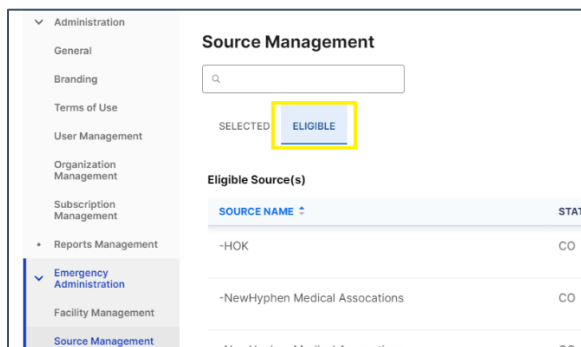 Administration
General
Branding
Terms of Use
User Management
Organization
Management
Subscription
Management
Reports Management
Emergency
Administration
Facility Management
Source Management
Source Management
SELECTED
ELIGIBLE
Eligible Source(s)
SOURCE NAME STAT
-HOK CO
-NewHyphen Medical Assocations CO